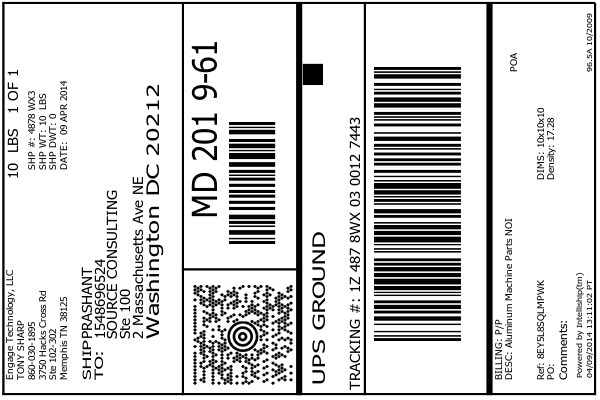 Engage Technology, LLC
TONY SHARP
860-030-1895
3750 Hacks Cross Rd
Ste 102-302
Memphis TN 38125
10 LBS 1 OF 1
SHP #: 4878 WX3
SHP WT: 10 LBS
SHP DWT: 0
DATE: 09 APR 2014
SHIP PRASHANT
TO: 1548696524
SOURCE CONSULTING
Ste 100
2 Massachusetts Ave NE
Washington DC 20212
MD 201 9-61
UPS GROUND
TRACKING #: 1Z 487 8WX 03 0012 7443
BILLING: P/P
DESC: Aluminum Machine Parts NOI
POA
Ref: 8EY5L8SQLMPWK
PO:
DIMS: 10x10x10
Density: 17.28
Comments:
Powered by Intelliship(tm)
04/09/2014 13:11:02 PT
96.5A 10/2009